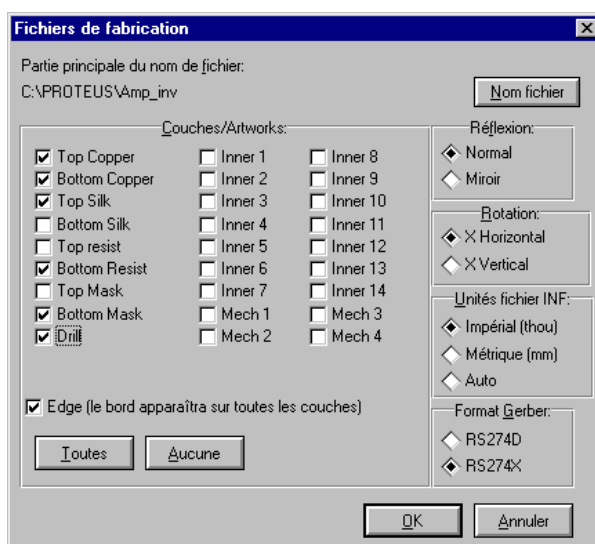 Fichiers de fabrication
Partie principale du nom de fichier:
C:\PROTEUS\Amp_inv
Nom fichier
Couches/Artworks:
Top Copper
Bottom Copper
Top Silk
Bottom Silk
Top resist
Bottom Resist
Top Mask
Bottom Mask
Drill
Inner 1
Inner 2
Inner 3
Inner 4
Inner 5
Inner 6
Inner 7
Mech 1
Mech 2
Inner 8
Inner 9
Inner 10
Inner 11
Inner 12
Inner 13
Inner 14
Mech 3
Mech 4
Edge (le bord apparaîtra sur toutes les couches)
Toutes
Aucune
Réflexion:
Normal
Miroir
Rotation:
X Horizontal
X Vertical
Unités fichier INF:
Impérial (thou)
Métrique (mm)
Auto
Format Gerber:
RS274D
RS274X
OK
Annuler